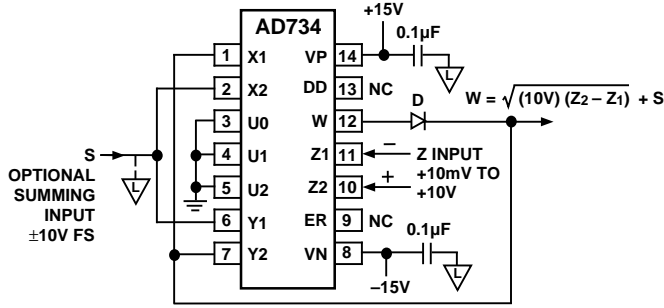 AD734
+15V
0.1µF
L
1 X1 VP 14
2 X2 DD 13 NC
W = √(10V) (Z2 – Z1) + S
3 U0 W 12 D
4 U1 Z1 11 – Z INPUT
+10mV TO
+10V
5 U2 Z2 10 +
S
OPTIONAL
SUMMING
INPUT
±10V FS
L
6 Y1 ER 9 NC
7 Y2 VN 8
0.1µF
L
–15V